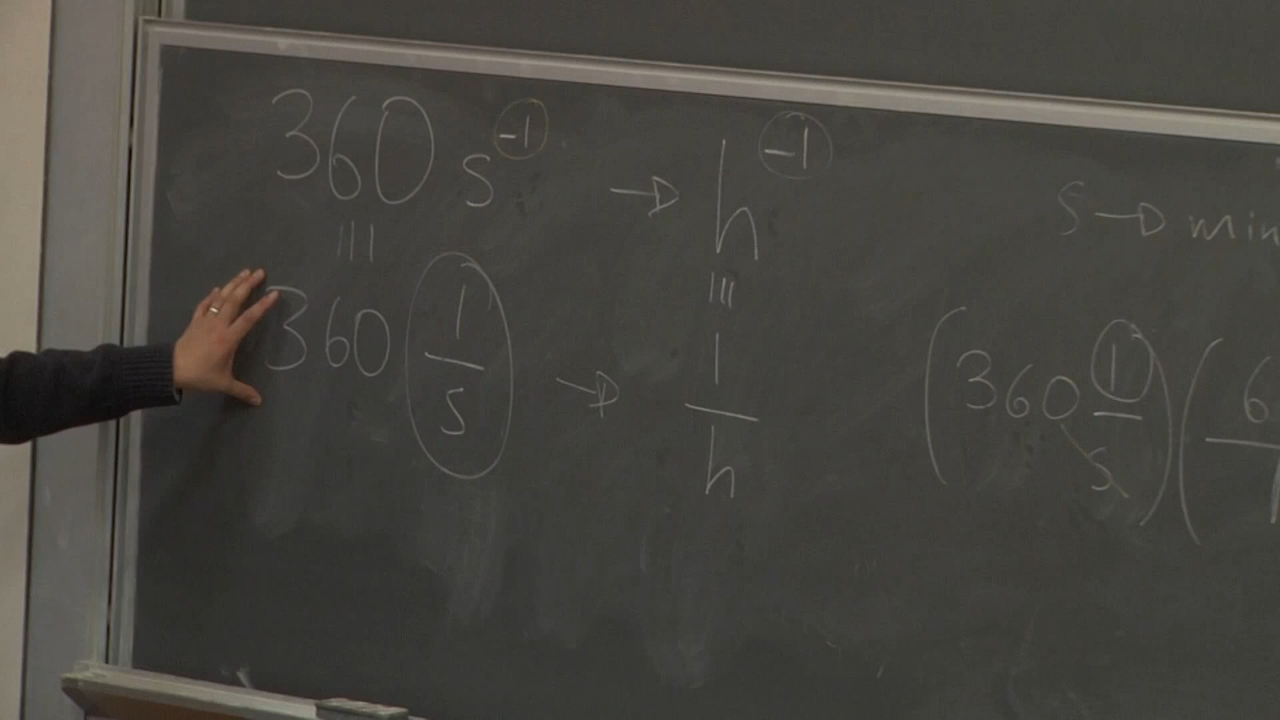 360 s⁻¹ → h⁻¹
≡ ≡
360 1/s → 1/h
s → min
(360 1/s)(6